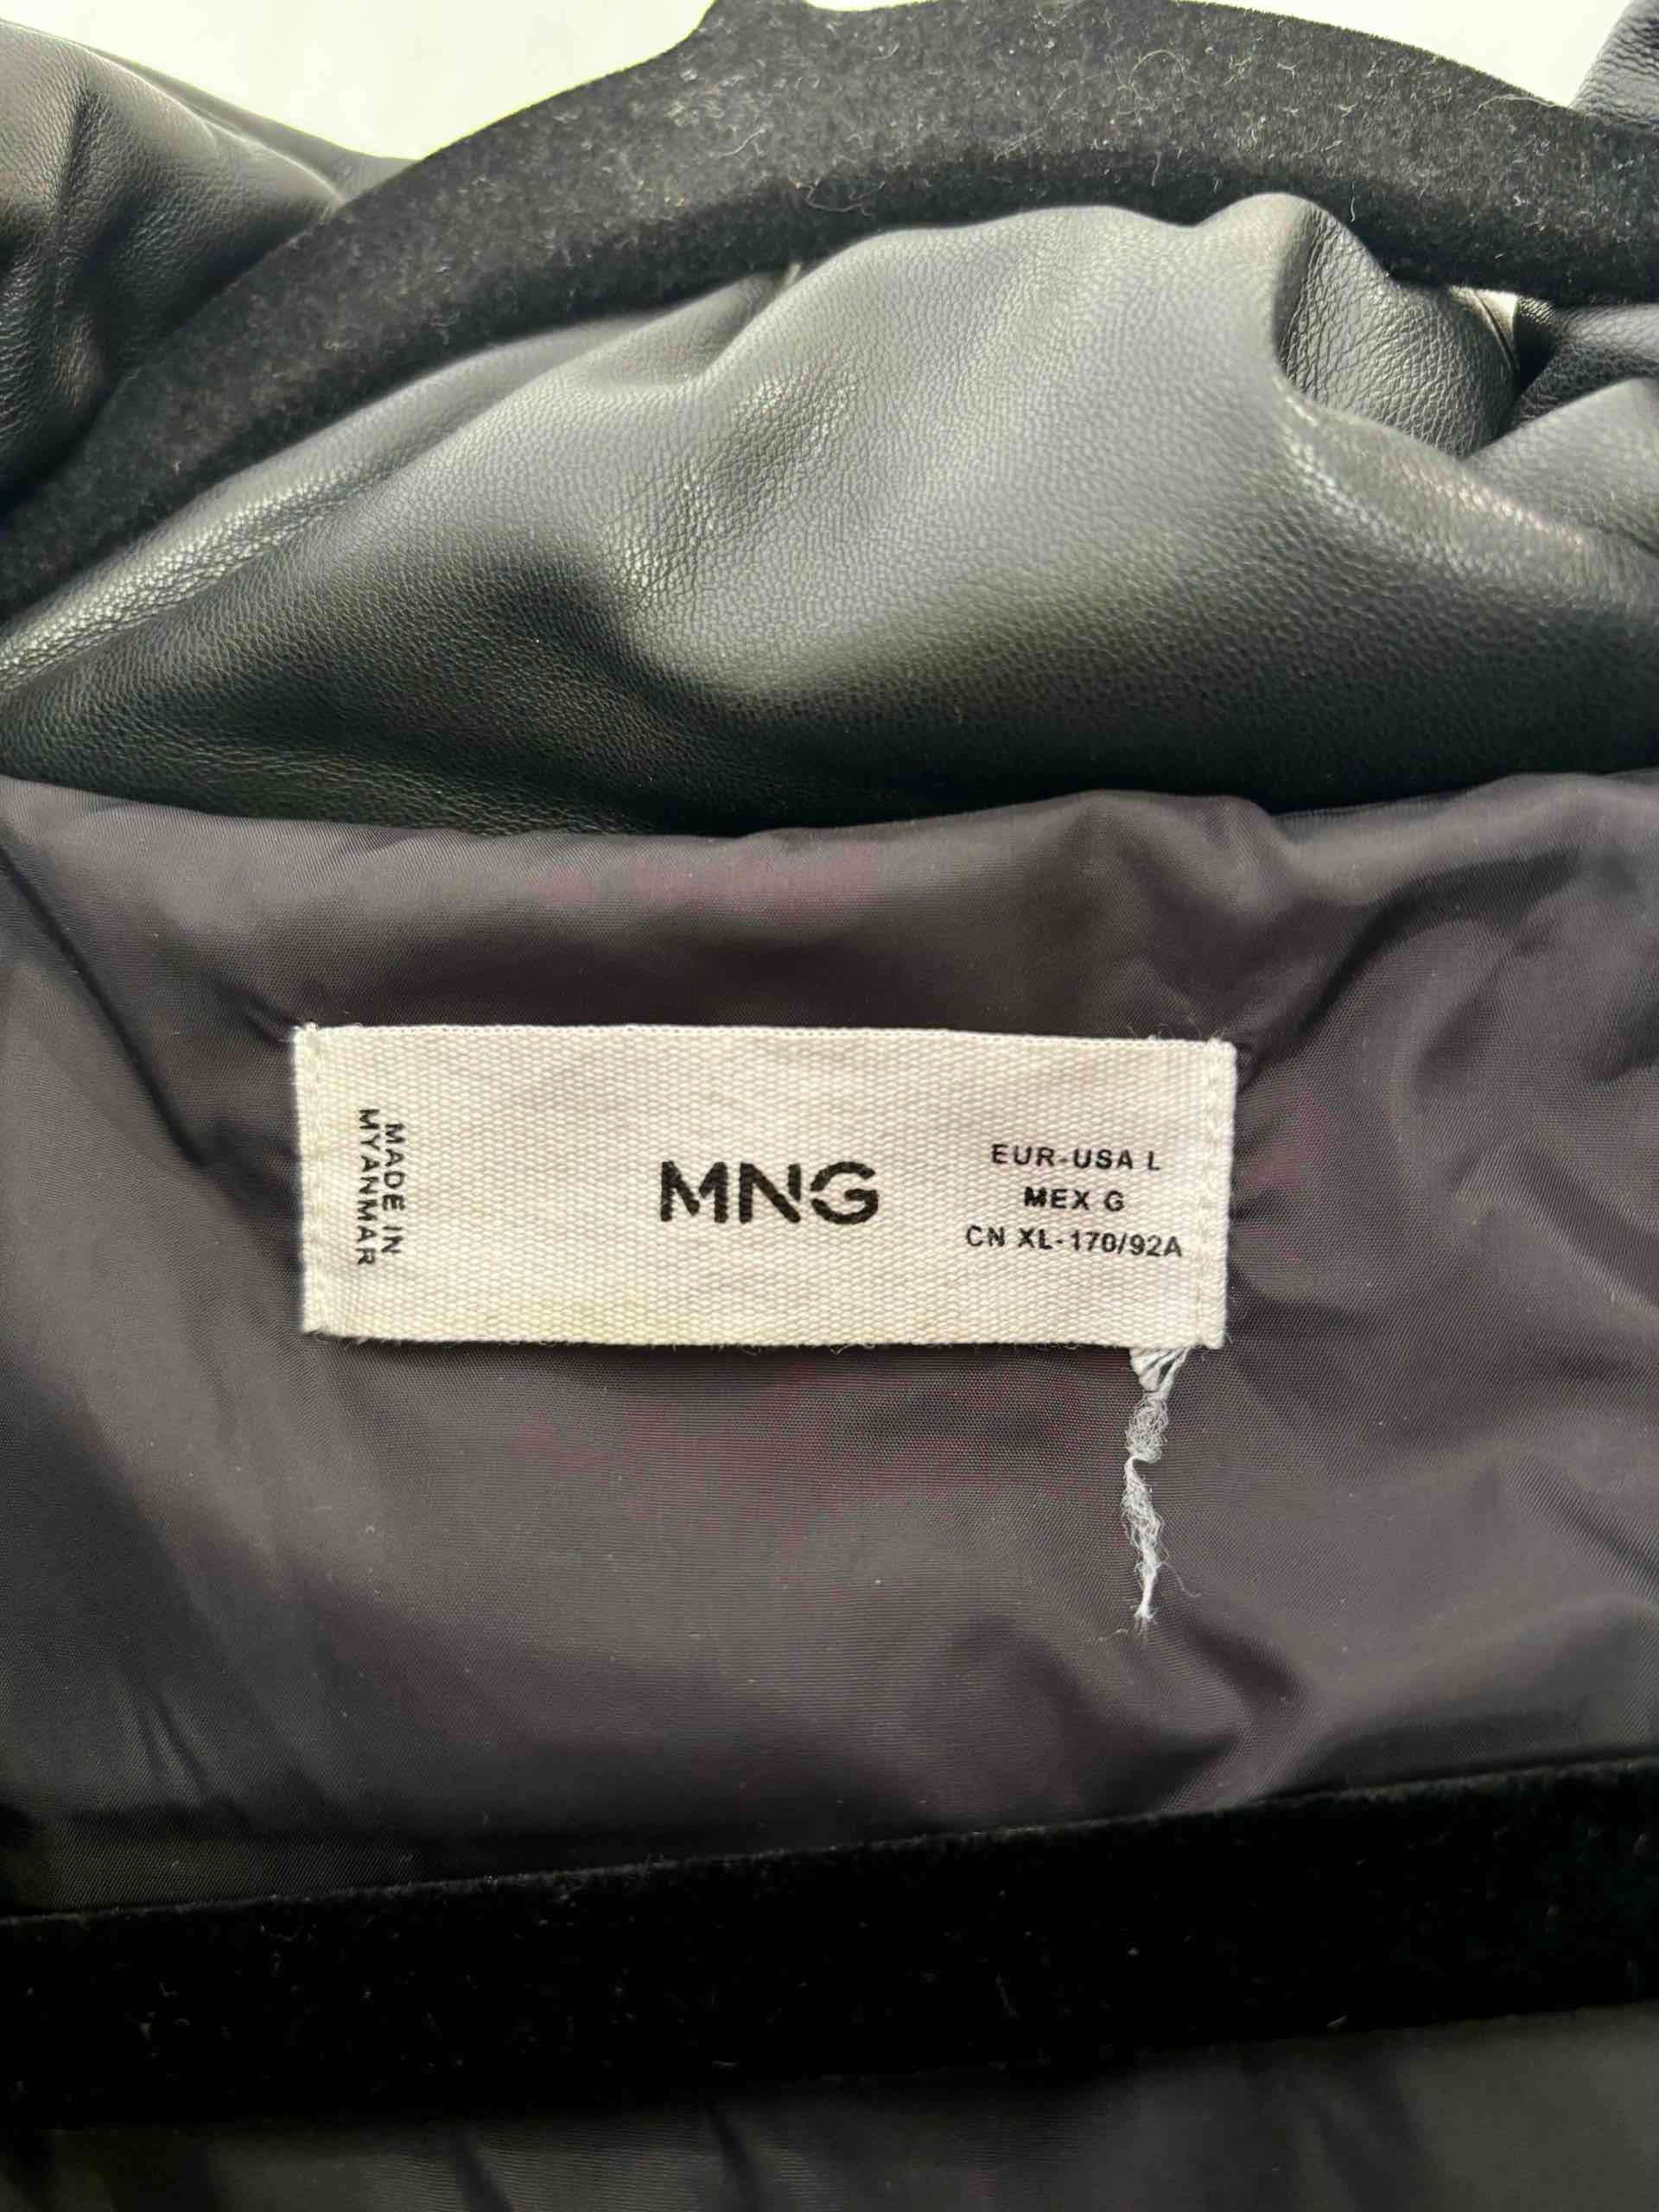 MADE IN
MYANMAR
MNG
EUR-USA L
MEX G
CN XL-170/92A